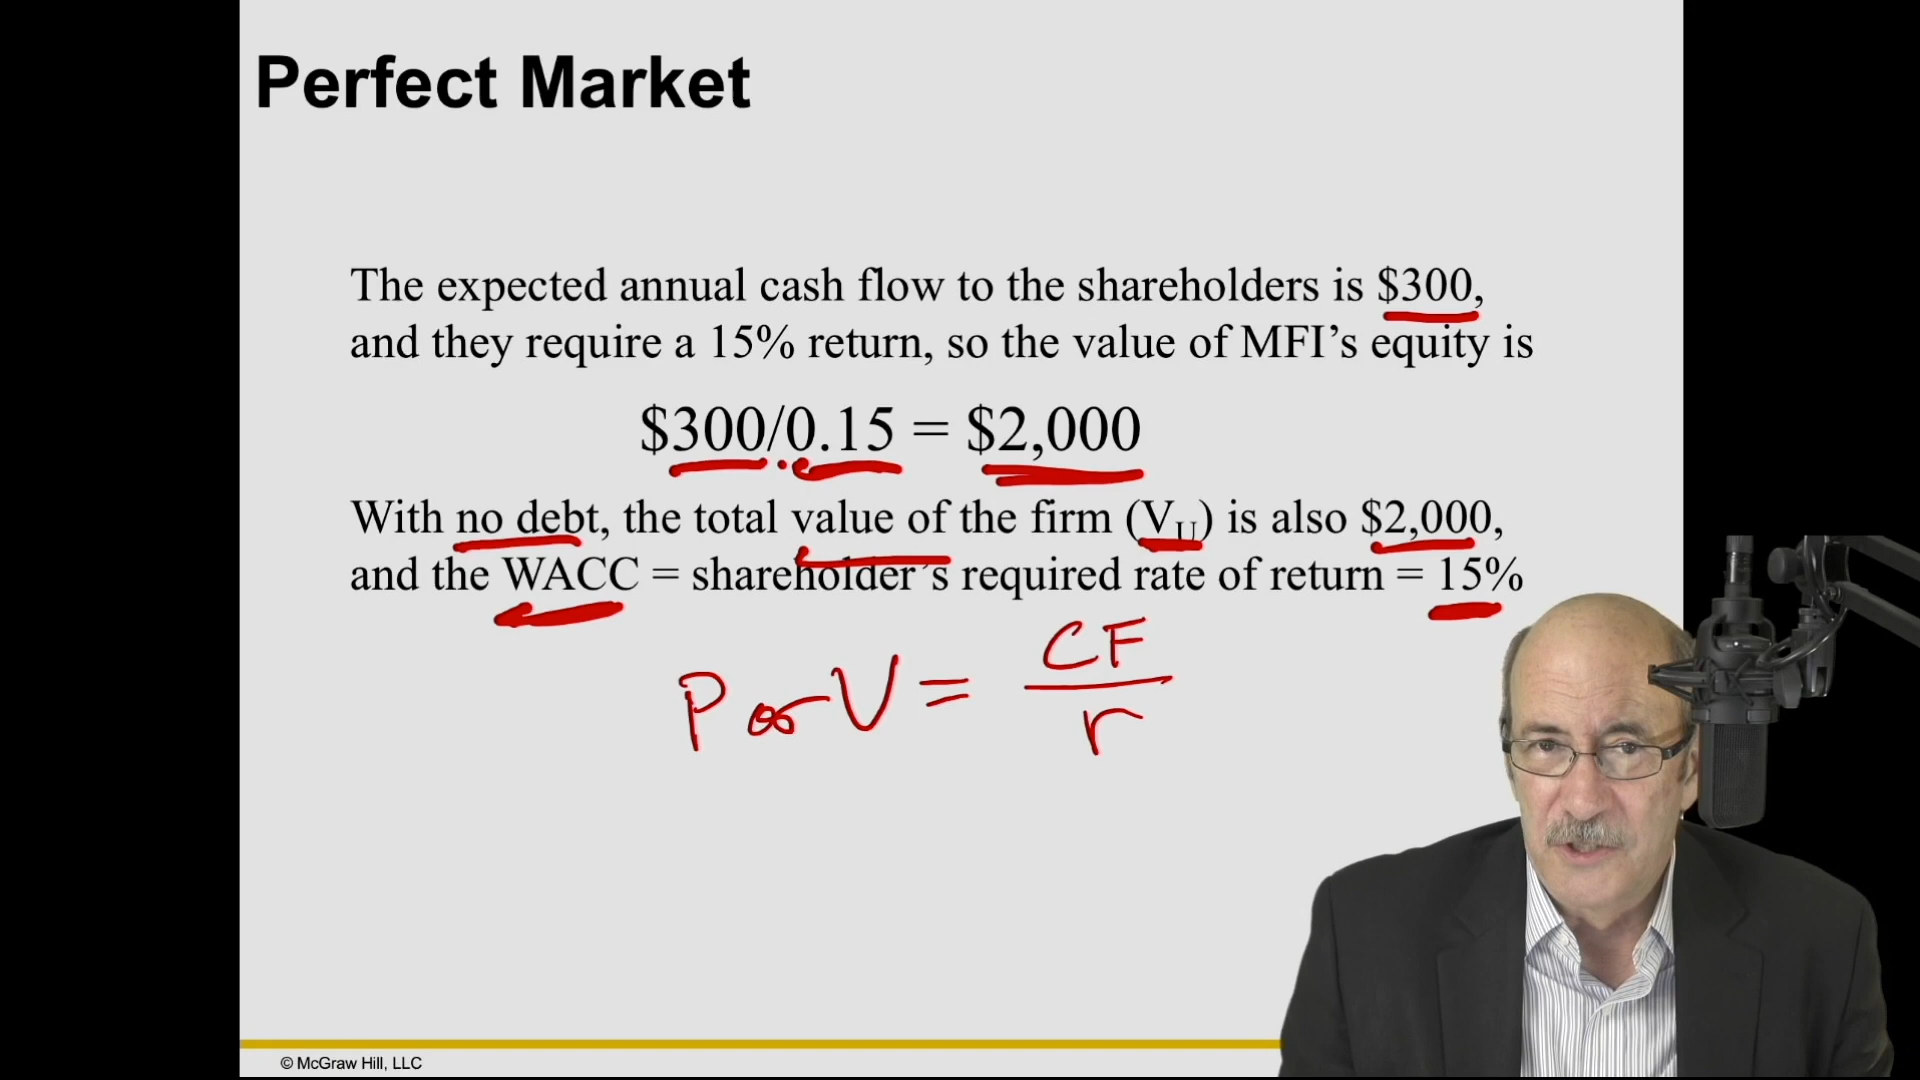 Perfect Market
The expected annual cash flow to the shareholders is $300,
and they require a 15% return, so the value of MFI’s equity is
$300/0.15 = $2,000
With no debt, the total value of the firm (VU) is also $2,000,
and the WACC = shareholder’s required rate of return = 15%
P or V = CF
r
© McGraw Hill, LLC